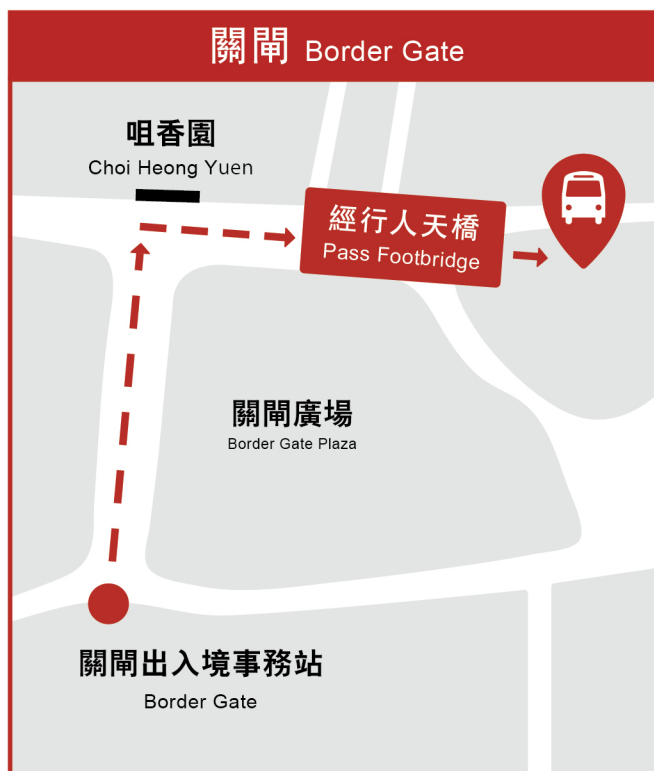 關閘 Border Gate
咀香園
Choi Heong Yuen
經行人天橋
Pass Footbridge
關閘廣場
Border Gate Plaza
關閘出入境事務站
Border Gate